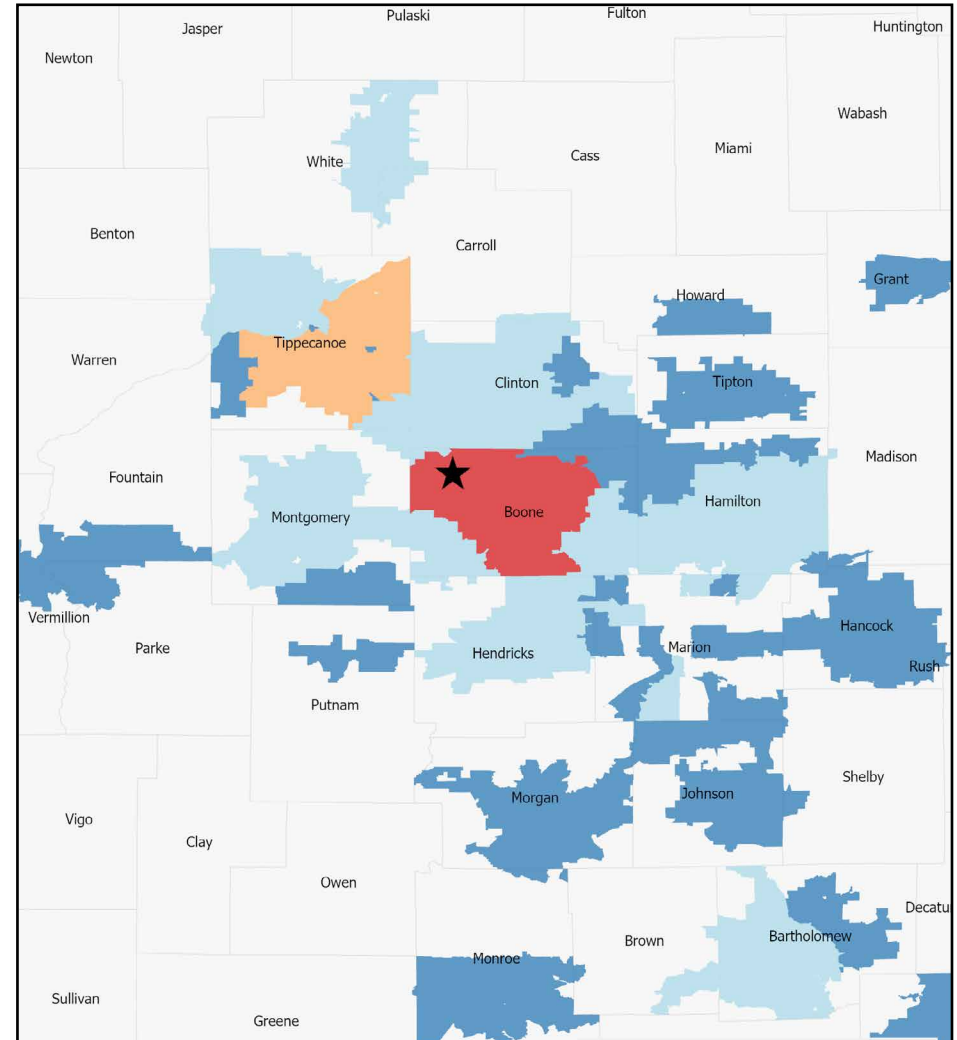 Pulaski
Fulton
Jasper
Huntington
Newton
Wabash
Miami
Cass
White
Benton
Carroll
Grant
Howard
Tippecanoe
Warren
Clinton
Tipton
Madison
Fountain
Hamilton
Boone
Montgomery
Vermillion
Hancock
Parke
Marion
Hendricks
Rush
Putnam
Shelby
Johnson
Morgan
Vigo
Clay
Owen
Decatu
Bartholomew
Brown
Monroe
Sullivan
Greene